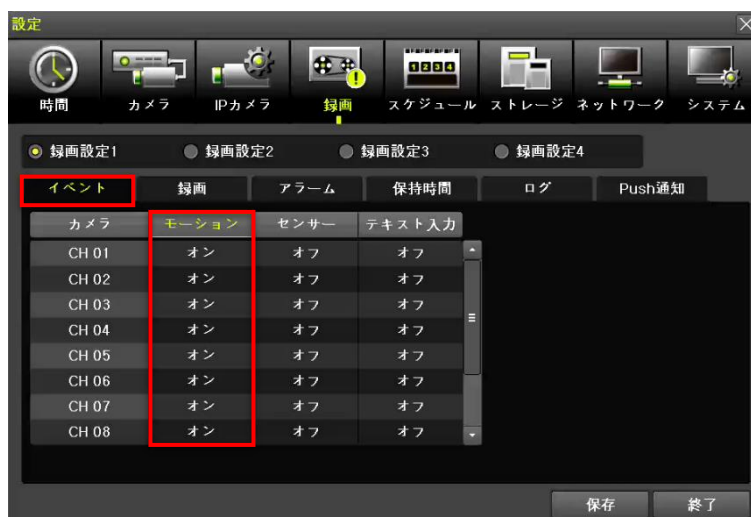 設定
1234
時間 カメラ IPカメラ 録画 スケジュール ストレージ ネットワーク システム
録画設定1 録画設定2 録画設定3 録画設定4
イベント 録画 アラーム 保持時間 ログ Push通知
カメラ モーション センサー テキスト入力
CH 01 オン オフ オフ
CH 02 オン オフ オフ
CH 03 オン オフ オフ
CH 04 オン オフ オフ
CH 05 オン オフ オフ
CH 06 オン オフ オフ
CH 07 オン オフ オフ
CH 08 オン オフ オフ
保存 終了